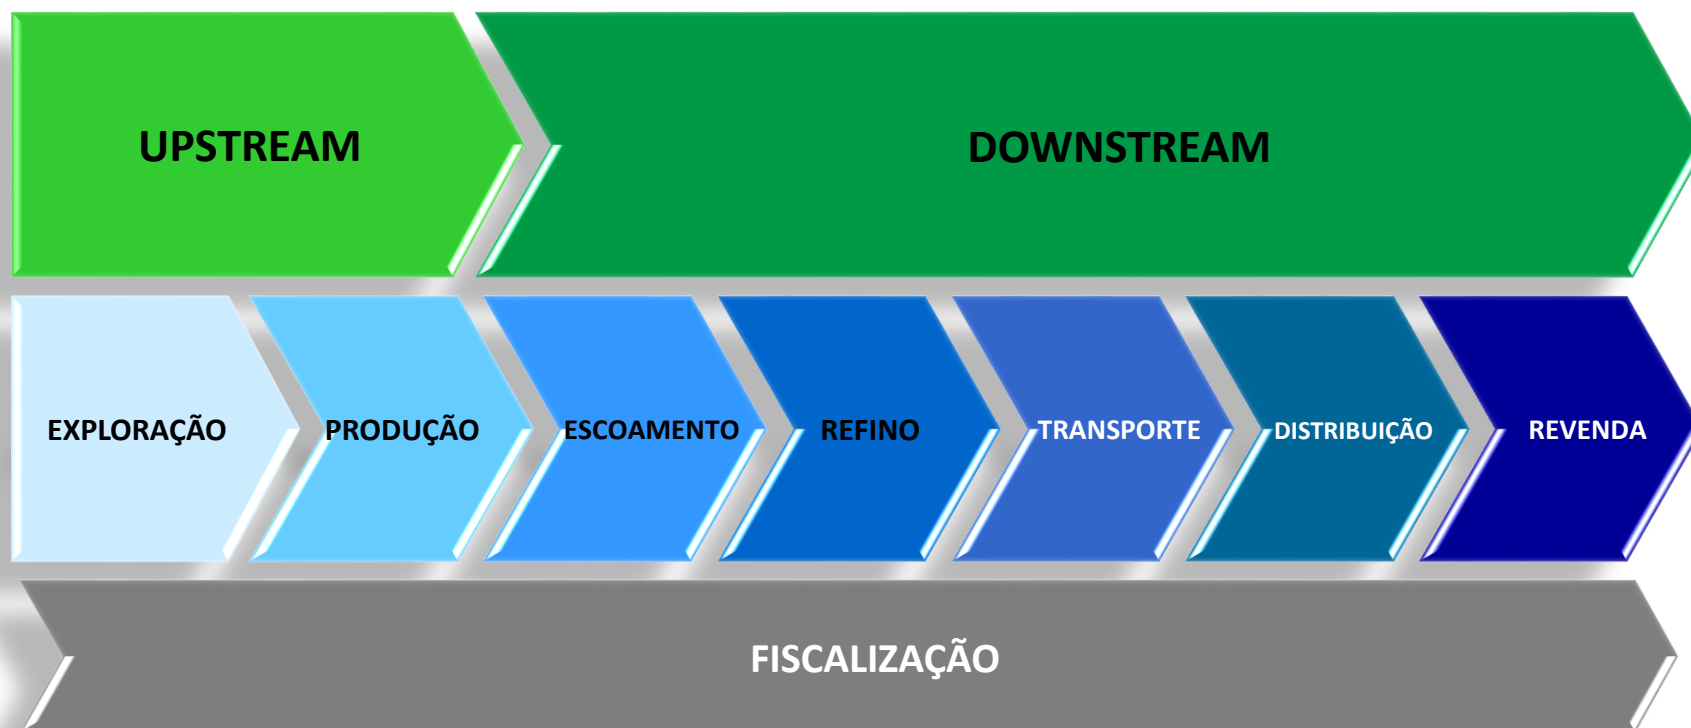 UPSTREAM
DOWNSTREAM
EXPLORAÇÃO
PRODUÇÃO
ESCOAMENTO
REFINO
TRANSPORTE
DISTRIBUIÇÃO
REVENDA
FISCALIZAÇÃO